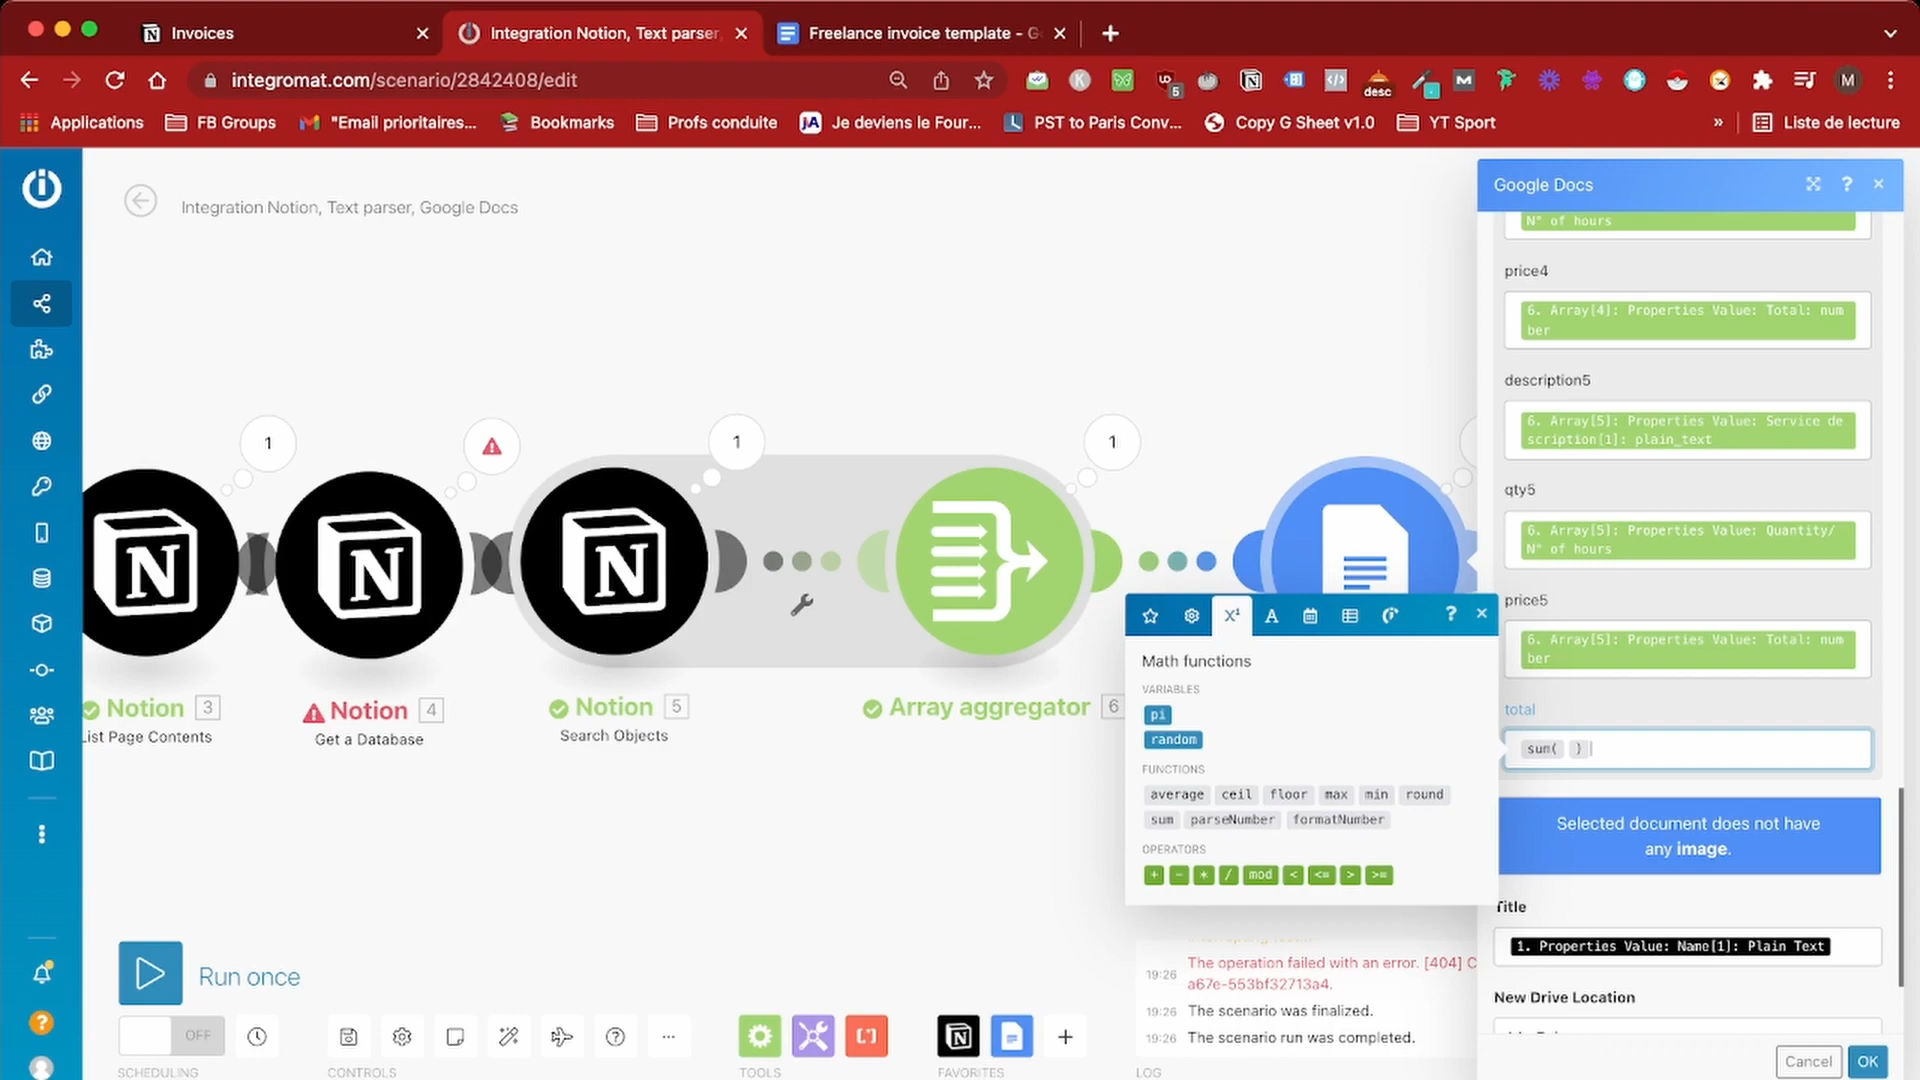 Invoices
Integration Notion, Text parser,
Freelance invoice template - G
integromat.com/scenario/2842408/edit
5
desc
M
Applications
FB Groups
"Email prioritaires...
Bookmarks
Profs conduite
jA
Je deviens le Four...
PST to Paris Conv...
Copy G Sheet v1.0
YT Sport
»
Liste de lecture
Integration Notion, Text parser, Google Docs
Google Docs
?
N° of hours
price4
6. Array[4]: Properties Value: Total: num
ber
description5
6. Array[5]: Properties Value: Service de
scription[1]: plain_text
qty5
6. Array[5]: Properties Value: Quantity/
N° of hours
price5
6. Array[5]: Properties Value: Total: num
ber
total
sum( )
Selected document does not have
any image.
Title
1. Properties Value: Name[1]: Plain Text
New Drive Location
Cancel
OK
1
1
1
Notion 3
List Page Contents
Notion 4
Get a Database
Notion 5
Search Objects
Array aggregator 6
X¹
A
?
Math functions
VARIABLES
pi
random
FUNCTIONS
average ceil floor max min round
sum parseNumber formatNumber
OPERATORS
+ - * / mod < <= > >=
Run once
OFF
SCHEDULING
CONTROLS
TOOLS
FAVORITES
LOG
19:26 The operation failed with an error. [404] C
a67e-553bf32713a4.
19:26 The scenario was finalized.
19:26 The scenario run was completed.